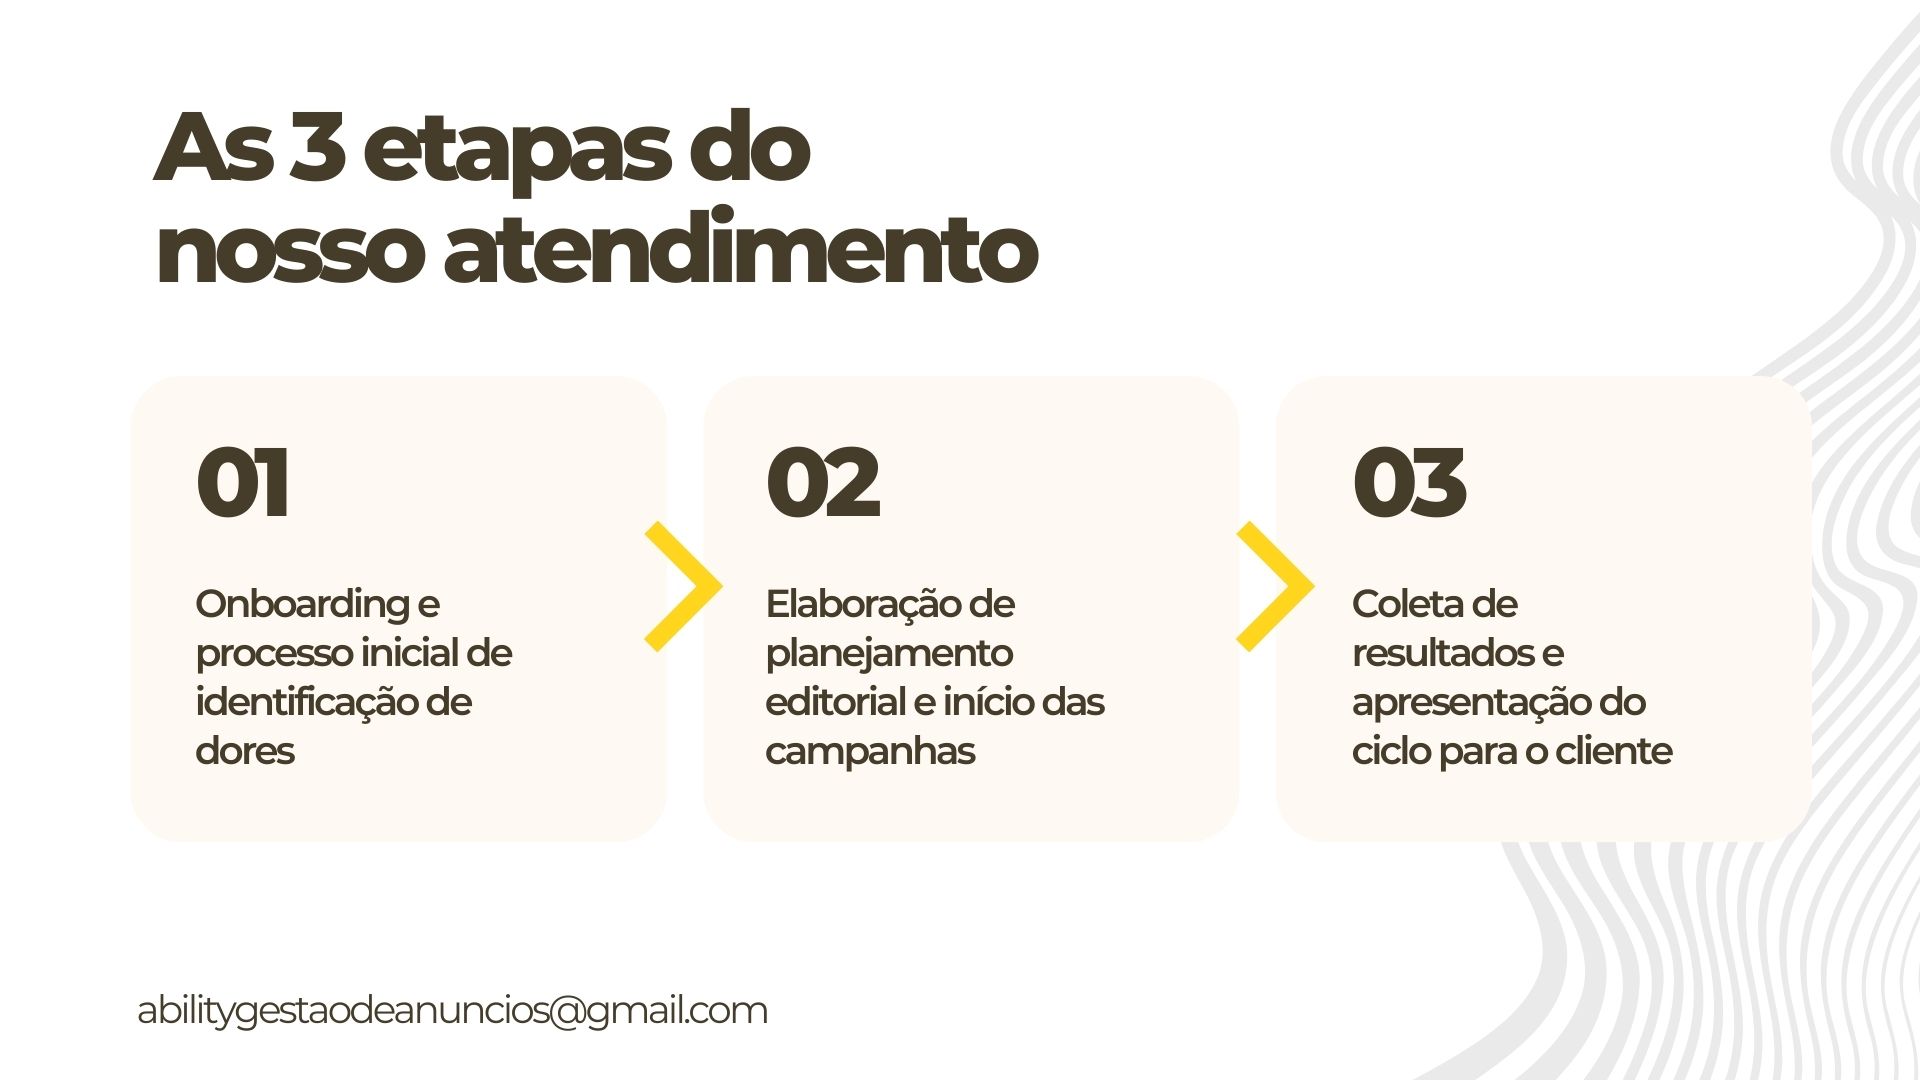 As 3 etapas do
nosso atendimento
01
Onboarding e
processo inicial de
identificação de
dores
02
Elaboração de
planejamento
editorial e início das
campanhas
03
Coleta de
resultados e
apresentação do
ciclo para o cliente
abilitygestaodeanuncios@gmail.com